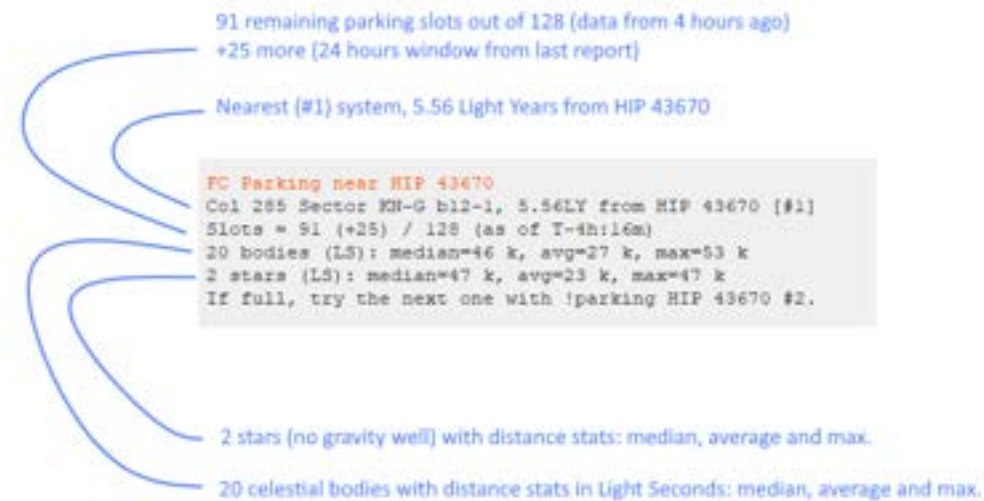 91 remaining parking slots out of 128 (data from 4 hours ago)
+25 more (24 hours window from last report)
Nearest (#1) system, 5.56 Light Years from HIP 43670
FC Parking near HIP 43670
Col 285 Sector KN-G b12-1, 5.56LY from HIP 43670 [#1]
Slots = 91 (+25) / 128 (as of T-4h:16m)
20 bodies (LS): median=46 k, avg=27 k, max=53 k
2 stars (LS): median=47 k, avg=23 k, max=47 k
If full, try the next one with !parking HIP 43670 #2.
2 stars (no gravity well) with distance stats: median, average and max.
20 celestial bodies with distance stats in Light Seconds: median, average and max.